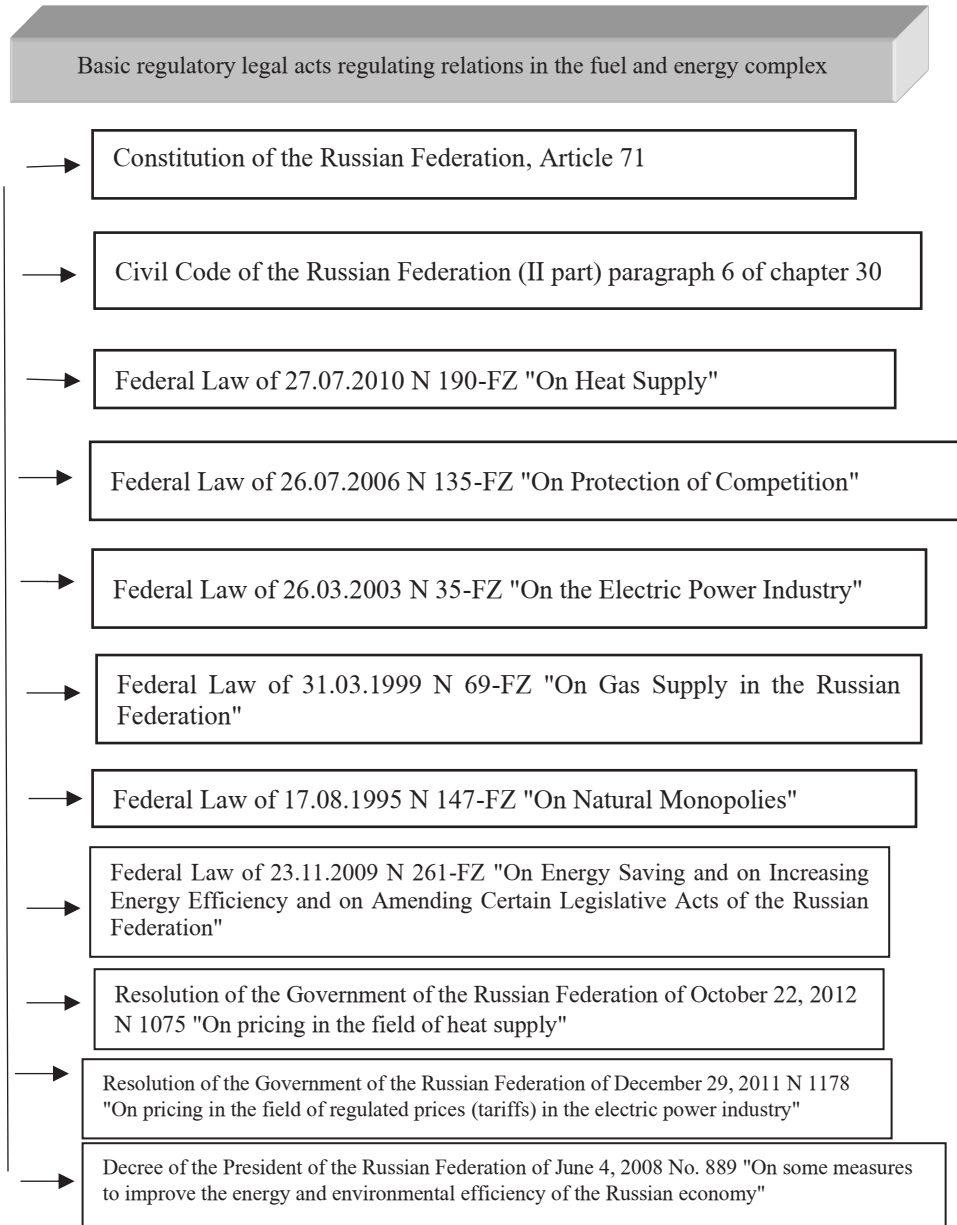 Basic regulatory legal acts regulating relations in the fuel and energy complex
Constitution of the Russian Federation, Article 71
Civil Code of the Russian Federation (II part) paragraph 6 of chapter 30
Federal Law of 27.07.2010 N 190-FZ "On Heat Supply"
Federal Law of 26.07.2006 N 135-FZ "On Protection of Competition"
Federal Law of 26.03.2003 N 35-FZ "On the Electric Power Industry"
Federal Law of 31.03.1999 N 69-FZ "On Gas Supply in the Russian
Federation"
Federal Law of 17.08.1995 N 147-FZ "On Natural Monopolies"
Federal Law of 23.11.2009 N 261-FZ "On Energy Saving and on Increasing
Energy Efficiency and on Amending Certain Legislative Acts of the Russian
Federation"
Resolution of the Government of the Russian Federation of October 22, 2012
N 1075 "On pricing in the field of heat supply"
Resolution of the Government of the Russian Federation of December 29, 2011 N 1178
"On pricing in the field of regulated prices (tariffs) in the electric power industry"
Decree of the President of the Russian Federation of June 4, 2008 No. 889 "On some measures
to improve the energy and environmental efficiency of the Russian economy"